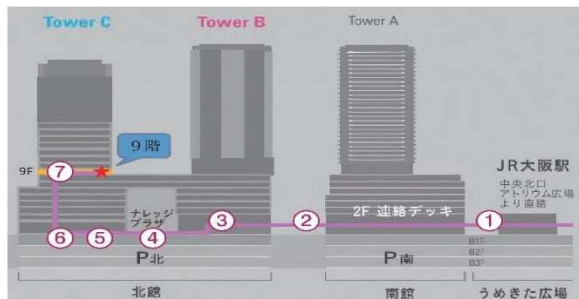 Tower C
Tower B
Tower A
9階
9F
⑦
★
JR大阪駅
中央北口
アトリウム広場
より直結
ナレッジ
プラザ
2F 連絡デッキ
①
②
③
④
⑤
⑥
B1F
B2F
B3F
P北
P南
北館
南館
うめきた広場